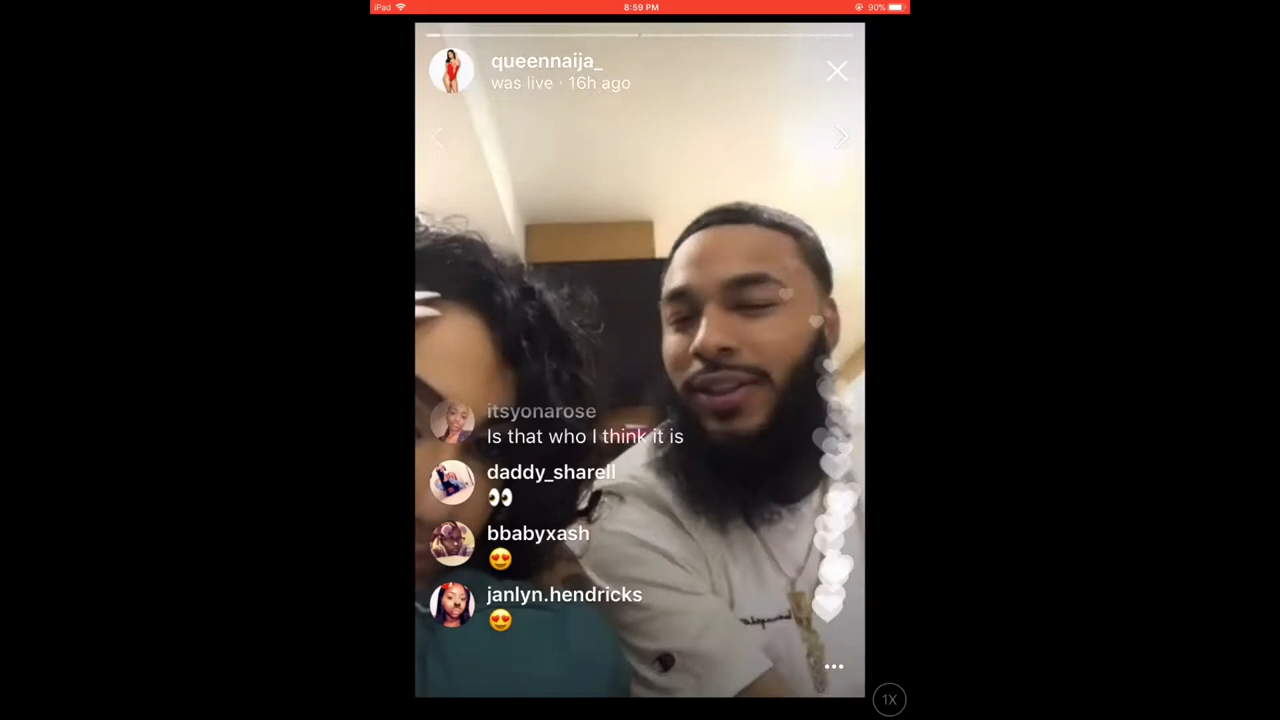 iPad 8:59 PM 90%
queennaija_
was live · 16h ago
itsyonarose
Is that who I think it is
daddy_sharell
👀
bbabyxash
😍
janlyn.hendricks
😍
1X